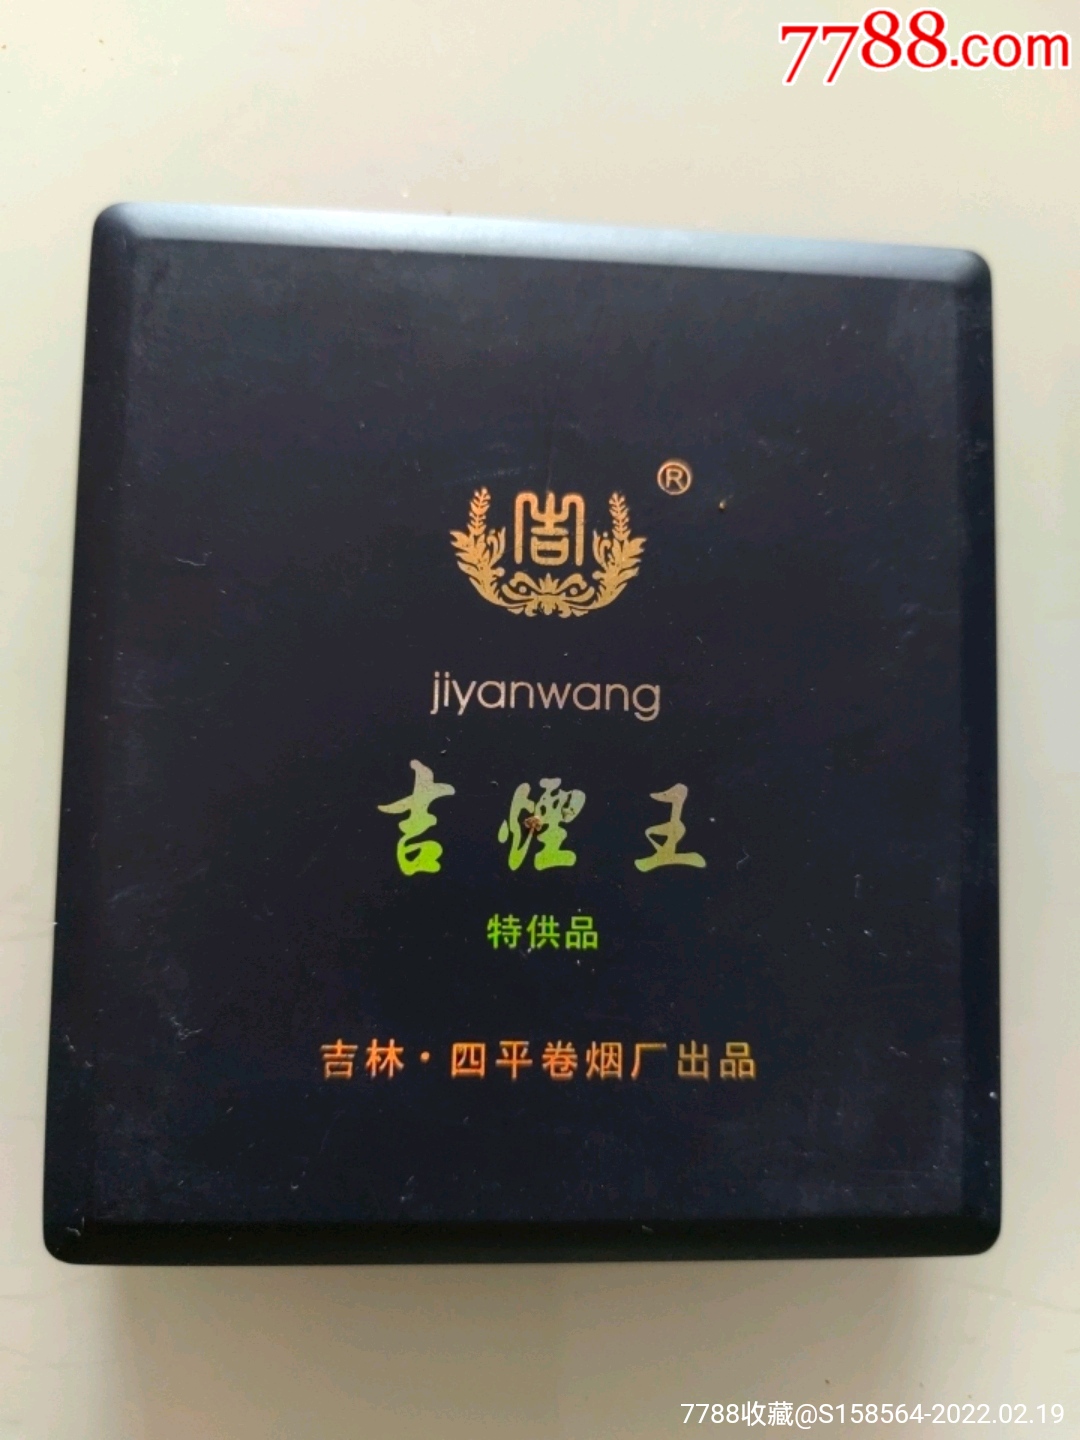 7788.com
吉
®
jiyanwang
吉煙王
特供品
吉林·四平卷烟厂出品
7788收藏@S158564-2022.02.19